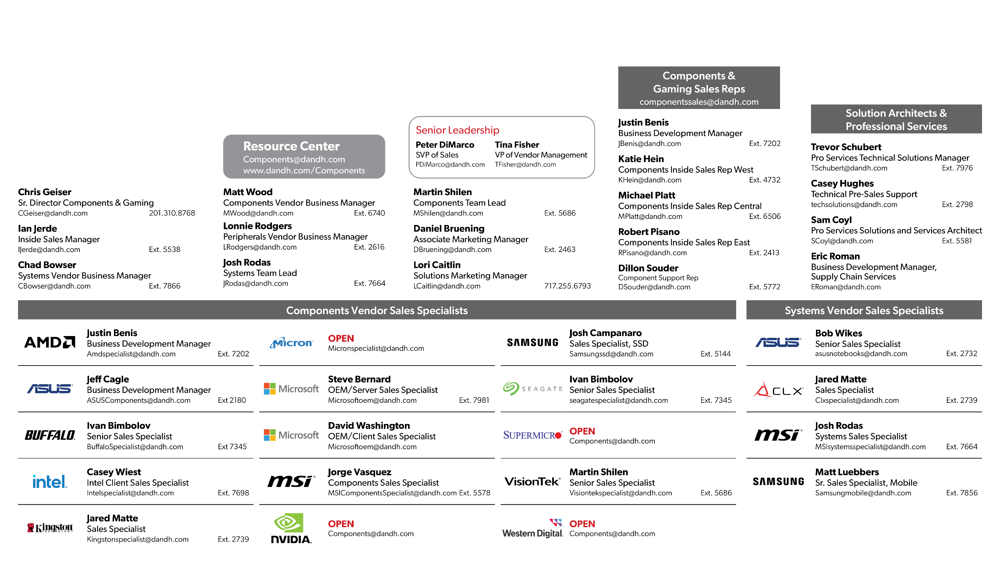 Chris Geiser
Sr. Director Components & Gaming
CGeiser@dandh.com 201.310.8768
Ian Jerde
Inside Sales Manager
IJerde@dandh.com Ext. 5538
Chad Bowser
Systems Vendor Business Manager
CBowser@dandh.com Ext. 7866
Resource Center
Components@dandh.com
www.dandh.com/Components
Matt Wood
Components Vendor Business Manager
MWood@dandh.com Ext. 6740
Lonnie Rodgers
Peripherals Vendor Business Manager
LRodgers@dandh.com Ext. 2616
Josh Rodas
Systems Team Lead
JRodas@dandh.com Ext. 7664
Senior Leadership
Peter DiMarco
SVP of Sales
PDiMarco@dandh.com
Tina Fisher
VP of Vendor Management
TFisher@dandh.com
Martin Shilen
Components Team Lead
MShilen@dandh.com Ext. 5686
Daniel Bruening
Associate Marketing Manager
DBruening@dandh.com Ext. 2463
Lori Caitlin
Solutions Marketing Manager
LCaitlin@dandh.com 717.255.6793
Components &
Gaming Sales Reps
componentssales@dandh.com
Justin Benis
Business Development Manager
JBenis@dandh.com Ext. 7202
Katie Hein
Components Inside Sales Rep West
KHein@dandh.com Ext. 4732
Michael Platt
Components Inside Sales Rep Central
MPlatt@dandh.com Ext. 6506
Robert Pisano
Components Inside Sales Rep East
RPisano@dandh.com Ext. 2413
Dillon Souder
Component Support Rep
DSouder@dandh.com Ext. 5772
Solution Architects &
Professional Services
Trevor Schubert
Pro Services Technical Solutions Manager
TSchubert@dandh.com Ext. 7976
Casey Hughes
Technical Pre-Sales Support
techsolutions@dandh.com Ext. 2798
Sam Coyl
Pro Services Solutions and Services Architect
SCoyl@dandh.com Ext. 5581
Eric Roman
Business Development Manager,
Supply Chain Services
ERoman@dandh.com
Components Vendor Sales Specialists
AMD
Justin Benis
Business Development Manager
Amdspecialist@dandh.com Ext. 7202
ASUS
Jeff Cagle
Business Development Manager
ASUSComponents@dandh.com Ext 2180
BUFFALO
Ivan Bimbolov
Senior Sales Specialist
BuffaloSpecialist@dandh.com Ext 7345
intel
Casey Wiest
Intel Client Sales Specialist
Intelspecialist@dandh.com Ext. 7698
Kingston
TECHNOLOGY
Jared Matte
Sales Specialist
Kingstonspecialist@dandh.com Ext. 2739
Micron
OPEN
Micronspecialist@dandh.com
Microsoft
Steve Bernard
OEM/Server Sales Specialist
Microsoftoem@dandh.com Ext. 7981
Microsoft
David Washington
OEM/Client Sales Specialist
Microsoftoem@dandh.com
msi
Jorge Vasquez
Components Sales Specialist
MSIComponentsSpecialist@dandh.com Ext. 5578
NVIDIA
OPEN
Components@dandh.com
SAMSUNG
Josh Campanaro
Sales Specialist, SSD
Samsungssd@dandh.com Ext. 5144
SEAGATE
Ivan Bimbolov
Senior Sales Specialist
seagatespecialist@dandh.com Ext. 7345
SUPERMICRO
OPEN
Components@dandh.com
VisionTek
Martin Shilen
Senior Sales Specialist
Visiontekspecialist@dandh.com Ext. 5686
Western Digital
OPEN
Components@dandh.com
Systems Vendor Sales Specialists
ASUS
Bob Wikes
Senior Sales Specialist
asusnotebooks@dandh.com Ext. 2732
CLX
Jared Matte
Sales Specialist
Clxspecialist@dandh.com Ext. 2739
msi
Josh Rodas
Systems Sales Specialist
MSIsystemsspecialist@dandh.com Ext. 7664
SAMSUNG
Matt Luebbers
Sr. Sales Specialist, Mobile
Samsungmobile@dandh.com Ext. 7856